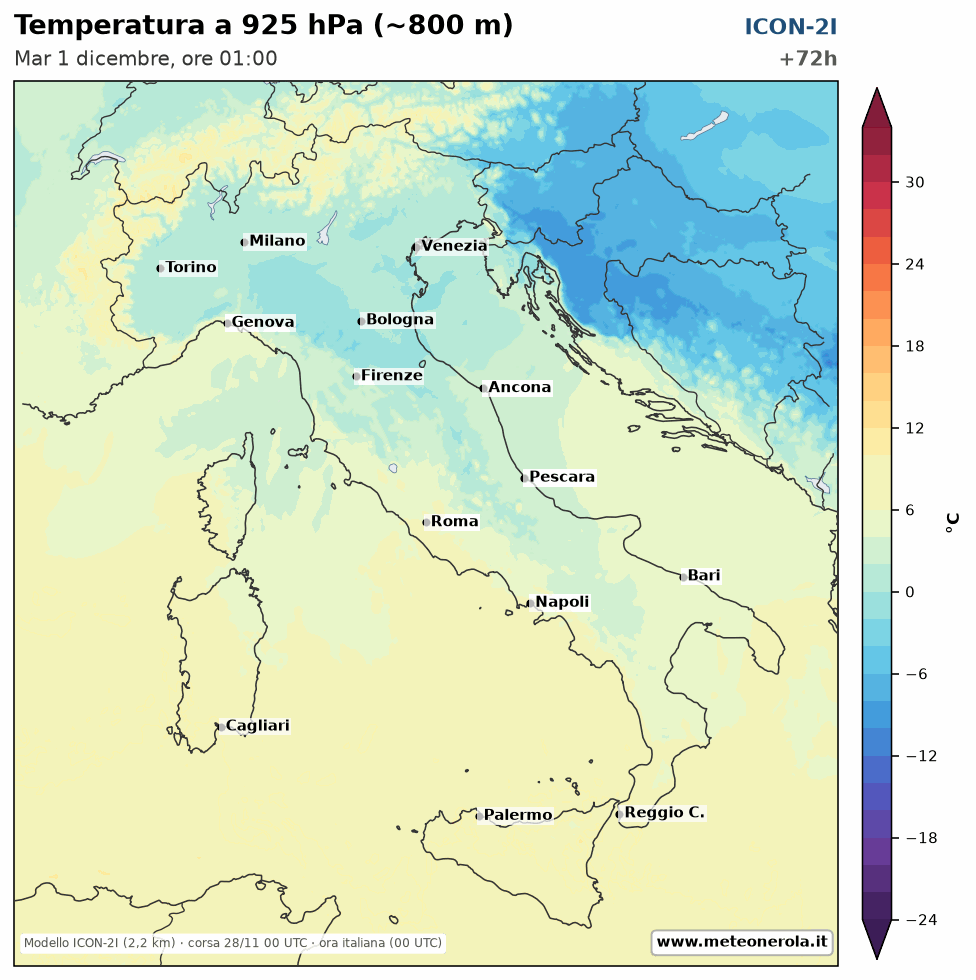 Temperatura a 925 hPa (~800 m)
ICON-2I
Mar 1 dicembre, ore 01:00
+72h
Milano
Venezia
Torino
Genova
Bologna
Firenze
Ancona
Pescara
Roma
Bari
Napoli
Cagliari
Palermo
Reggio C.
30
24
18
12
6
0
−6
−12
−18
−24
°C
Modello ICON-2I (2,2 km) · corsa 28/11 00 UTC · ora italiana (00 UTC)
www.meteonerola.it